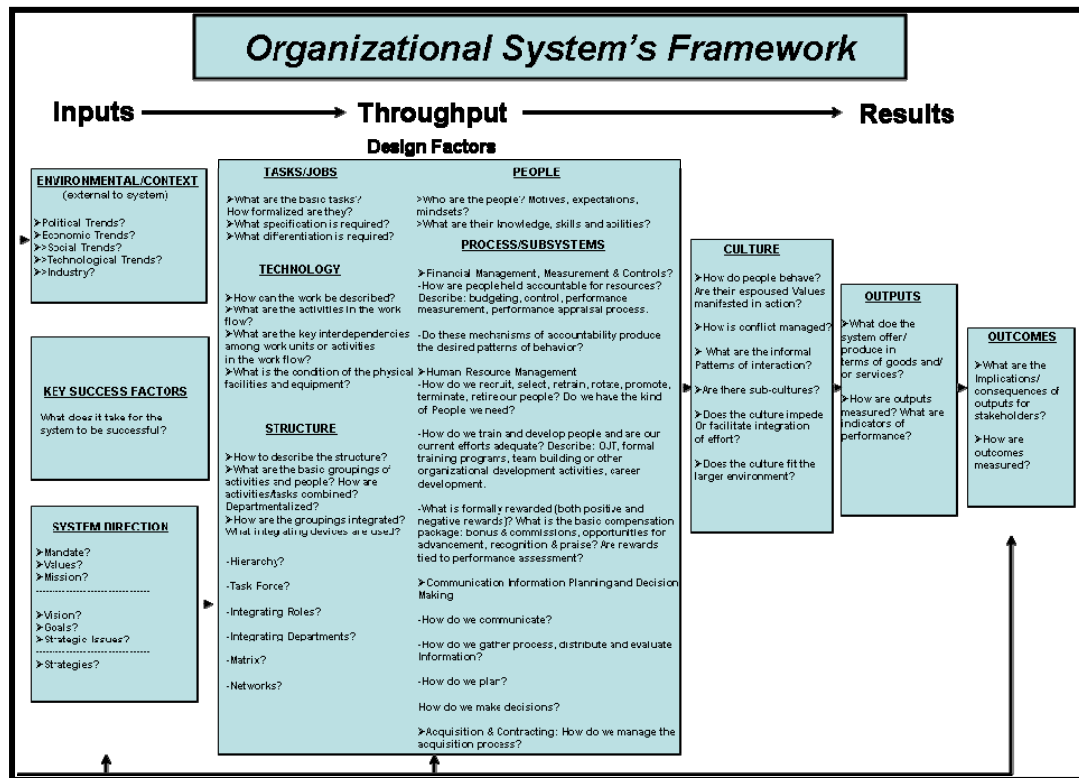 Organizational System's Framework
Inputs
Throughput
Results
Design Factors
ENVIRONMENTAL/CONTEXT
(external to system)
➤Political Trends?
➤Economic Trends?
➤>Social Trends?
➤>Technological Trends?
➤>Industry?
KEY SUCCESS FACTORS
What does it take for the
system to be successful?
SYSTEM DIRECTION
➤Mandate?
➤Values?
➤Mission?
--------------------------------
➤Vision?
➤Goals?
➤Strategic Issues?
--------------------------------
➤Strategies?
TASKS/JOBS
➤What are the basic tasks?
How formalized are they?
➤What specification is required?
➤What differentiation is required?
TECHNOLOGY
➤How can the work be described?
➤What are the activities in the work
flow?
➤What are the key interdependencies
among work units or activities
in the work flow?
➤What is the condition of the physical
facilities and equipment?
STRUCTURE
➤How to describe the structure?
➤What are the basic groupings of
activities and people? How are
activities/tasks combined?
Departmentalized?
➤How are the groupings integrated?
What integrating devices are used?
-Hierarchy?
-Task Force?
-Integrating Roles?
-Integrating Departments?
-Matrix?
-Networks?
PEOPLE
>Who are the people? Motives, expectations,
mindsets?
>What are their knowledge, skills and abilities?
PROCESS/SUBSYSTEMS
➤Financial Management, Measurement & Controls?
-How are people held accountable for resources?
Describe: budgeting, control, performance
measurement, performance appraisal process.
-Do these mechanisms of accountability produce
the desired patterns of behavior?
➤Human Resource Management
-How do we recruit, select, retrain, rotate, promote,
terminate, retire our people? Do we have the kind
of People we need?
-How do we train and develop people and are our
current efforts adequate? Describe: OJT, formal
training programs, team building or other
organizational development activities, career
development.
-What is formally rewarded (both positive and
negative rewards)? What is the basic compensation
package: bonus & commissions, opportunities for
advancement, recognition & praise? Are rewards
tied to performance assessment?
➤Communication Information Planning and Decision
Making
-How do we communicate?
-How do we gather process, distribute and evaluate
Information?
-How do we plan?
How do we make decisions?
➤Acquisition & Contracting: How do we manage the
acquisition process?
CULTURE
➤How do people behave?
Are their espoused Values
manifested in action?
➤How is conflict managed?
➤ What are the informal
Patterns of interaction?
➤Are there sub-cultures?
➤Does the culture impede
Or facilitate integration
of effort?
➤Does the culture fit the
larger environment?
OUTPUTS
➤What doe the
system offer/
produce in
terms of goods and/
or services?
➤How are outputs
measured? What are
indicators of
performance?
OUTCOMES
➤What are the
Implications/
consequences of
outputs for
stakeholders?
➤How are
outcomes
measured?